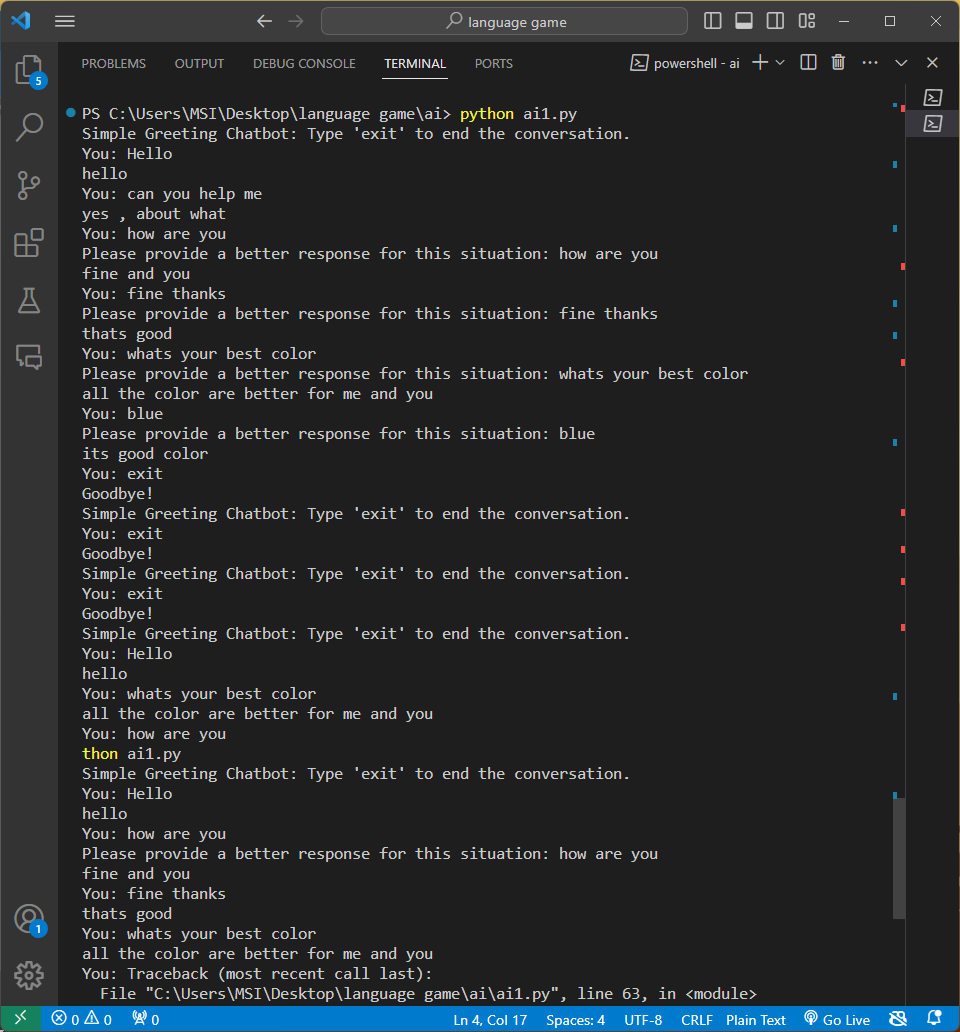 language game
5
PROBLEMS OUTPUT DEBUG CONSOLE TERMINAL PORTS powershell - ai
PS C:\Users\MSI\Desktop\language game\ai> python ai1.py
Simple Greeting Chatbot: Type 'exit' to end the conversation.
You: Hello
hello
You: can you help me
yes , about what
You: how are you
Please provide a better response for this situation: how are you
fine and you
You: fine thanks
Please provide a better response for this situation: fine thanks
thats good
You: whats your best color
Please provide a better response for this situation: whats your best color
all the color are better for me and you
You: blue
Please provide a better response for this situation: blue
its good color
You: exit
Goodbye!
Simple Greeting Chatbot: Type 'exit' to end the conversation.
You: exit
Goodbye!
Simple Greeting Chatbot: Type 'exit' to end the conversation.
You: exit
Goodbye!
Simple Greeting Chatbot: Type 'exit' to end the conversation.
You: Hello
hello
You: whats your best color
all the color are better for me and you
You: how are you
thon ai1.py
Simple Greeting Chatbot: Type 'exit' to end the conversation.
You: Hello
hello
You: how are you
Please provide a better response for this situation: how are you
fine and you
You: fine thanks
thats good
You: whats your best color
all the color are better for me and you
You: Traceback (most recent call last):
  File "C:\Users\MSI\Desktop\language game\ai\ai1.py", line 63, in <module>
1
0 0 0 Ln 4, Col 17 Spaces: 4 UTF-8 CRLF Plain Text Go Live